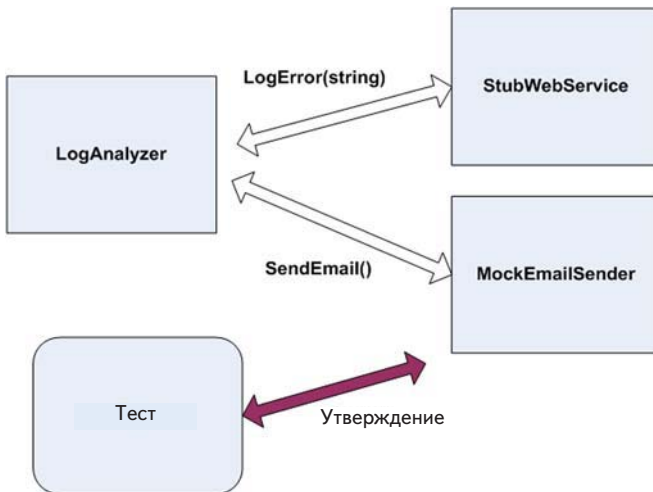 LogError(string)
StubWebService
LogAnalyzer
SendEmail()
MockEmailSender
Тест
Утверждение